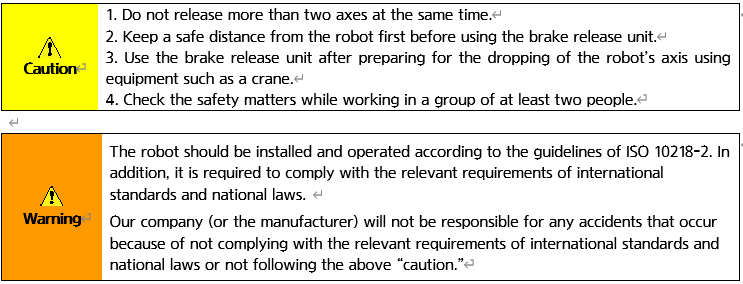 Caution
1. Do not release more than two axes at the same time.
2. Keep a safe distance from the robot first before using the brake release unit.
3. Use the brake release unit after preparing for the dropping of the robot's axis using
equipment such as a crane.
4. Check the safety matters while working in a group of at least two people.
Warning
The robot should be installed and operated according to the guidelines of ISO 10218-2. In
addition, it is required to comply with the relevant requirements of international
standards and national laws.
Our company (or the manufacturer) will not be responsible for any accidents that occur
because of not complying with the relevant requirements of international standards and
national laws or not following the above “caution.”